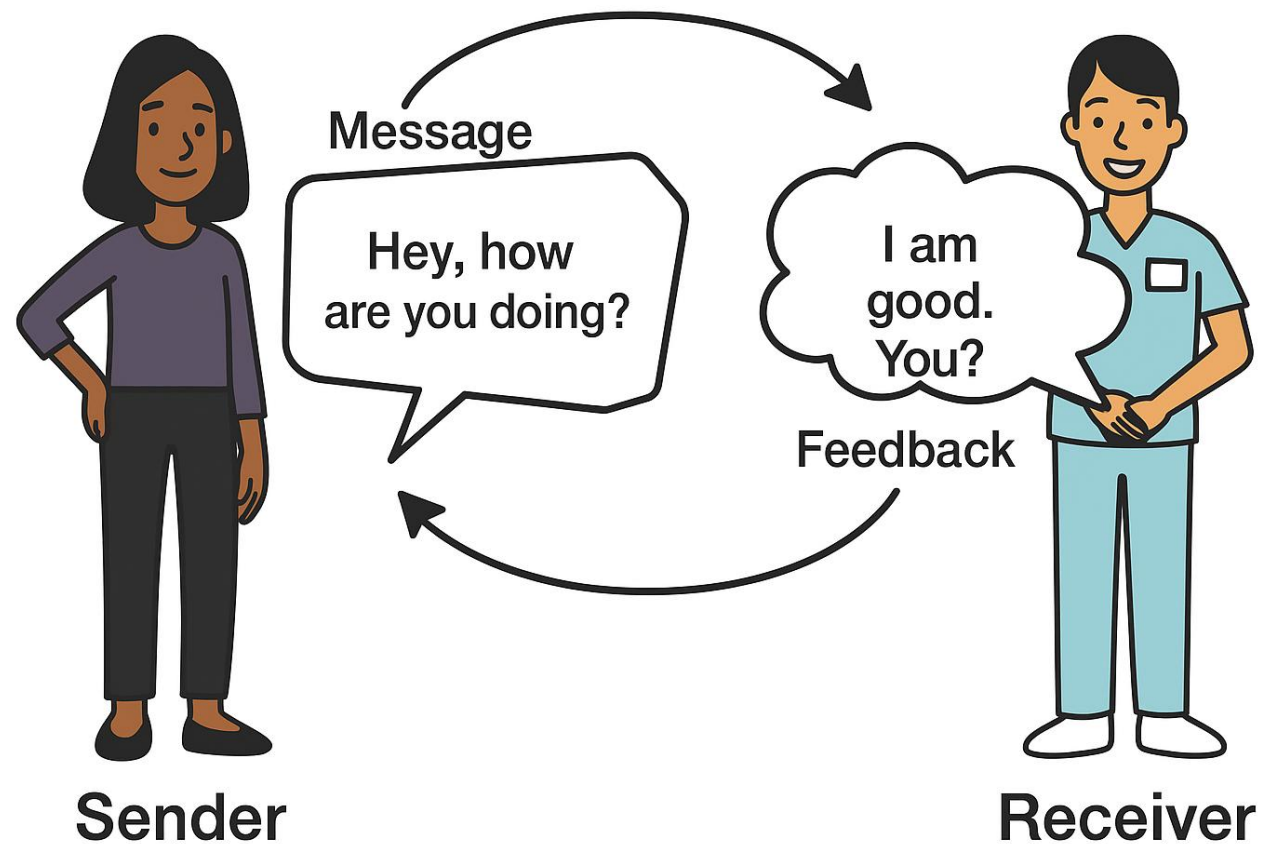 Message
Hey, how
are you doing?
I am
good.
You?
Feedback
Sender
Receiver